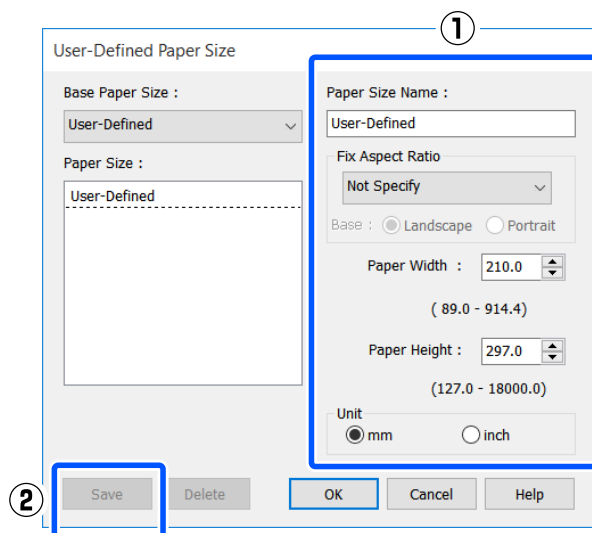 ①
User-Defined Paper Size
Base Paper Size :
User-Defined
Paper Size :
User-Defined
Paper Size Name :
User-Defined
Fix Aspect Ratio
Not Specify
Base : Landscape Portrait
Paper Width : 210.0
( 89.0 - 914.4)
Paper Height : 297.0
(127.0 - 18000.0)
Unit
mm inch
② Save Delete OK Cancel Help